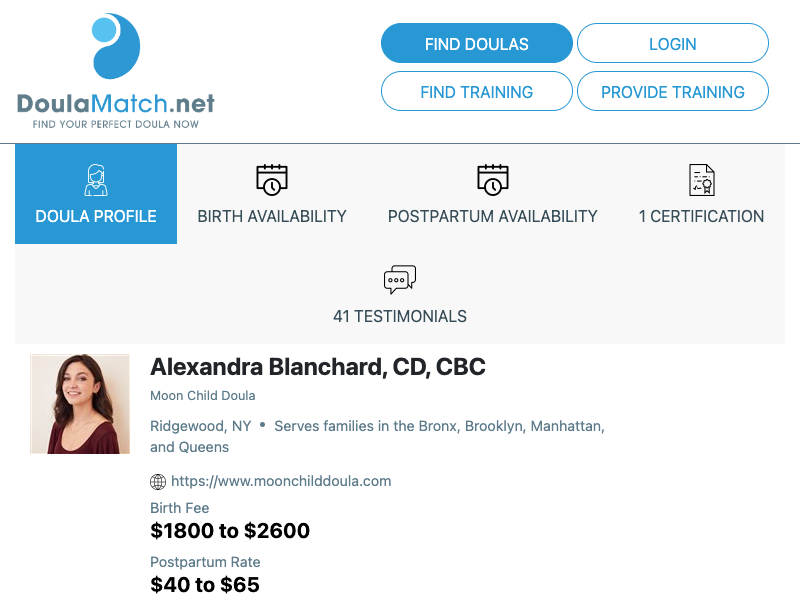 DoulaMatch.net
FIND YOUR PERFECT DOULA NOW
FIND DOULAS
LOGIN
FIND TRAINING
PROVIDE TRAINING
DOULA PROFILE
BIRTH AVAILABILITY
POSTPARTUM AVAILABILITY
1 CERTIFICATION
41 TESTIMONIALS
Alexandra Blanchard, CD, CBC
Moon Child Doula
Ridgewood, NY • Serves families in the Bronx, Brooklyn, Manhattan,
and Queens
https://www.moonchilddoula.com
Birth Fee
$1800 to $2600
Postpartum Rate
$40 to $65